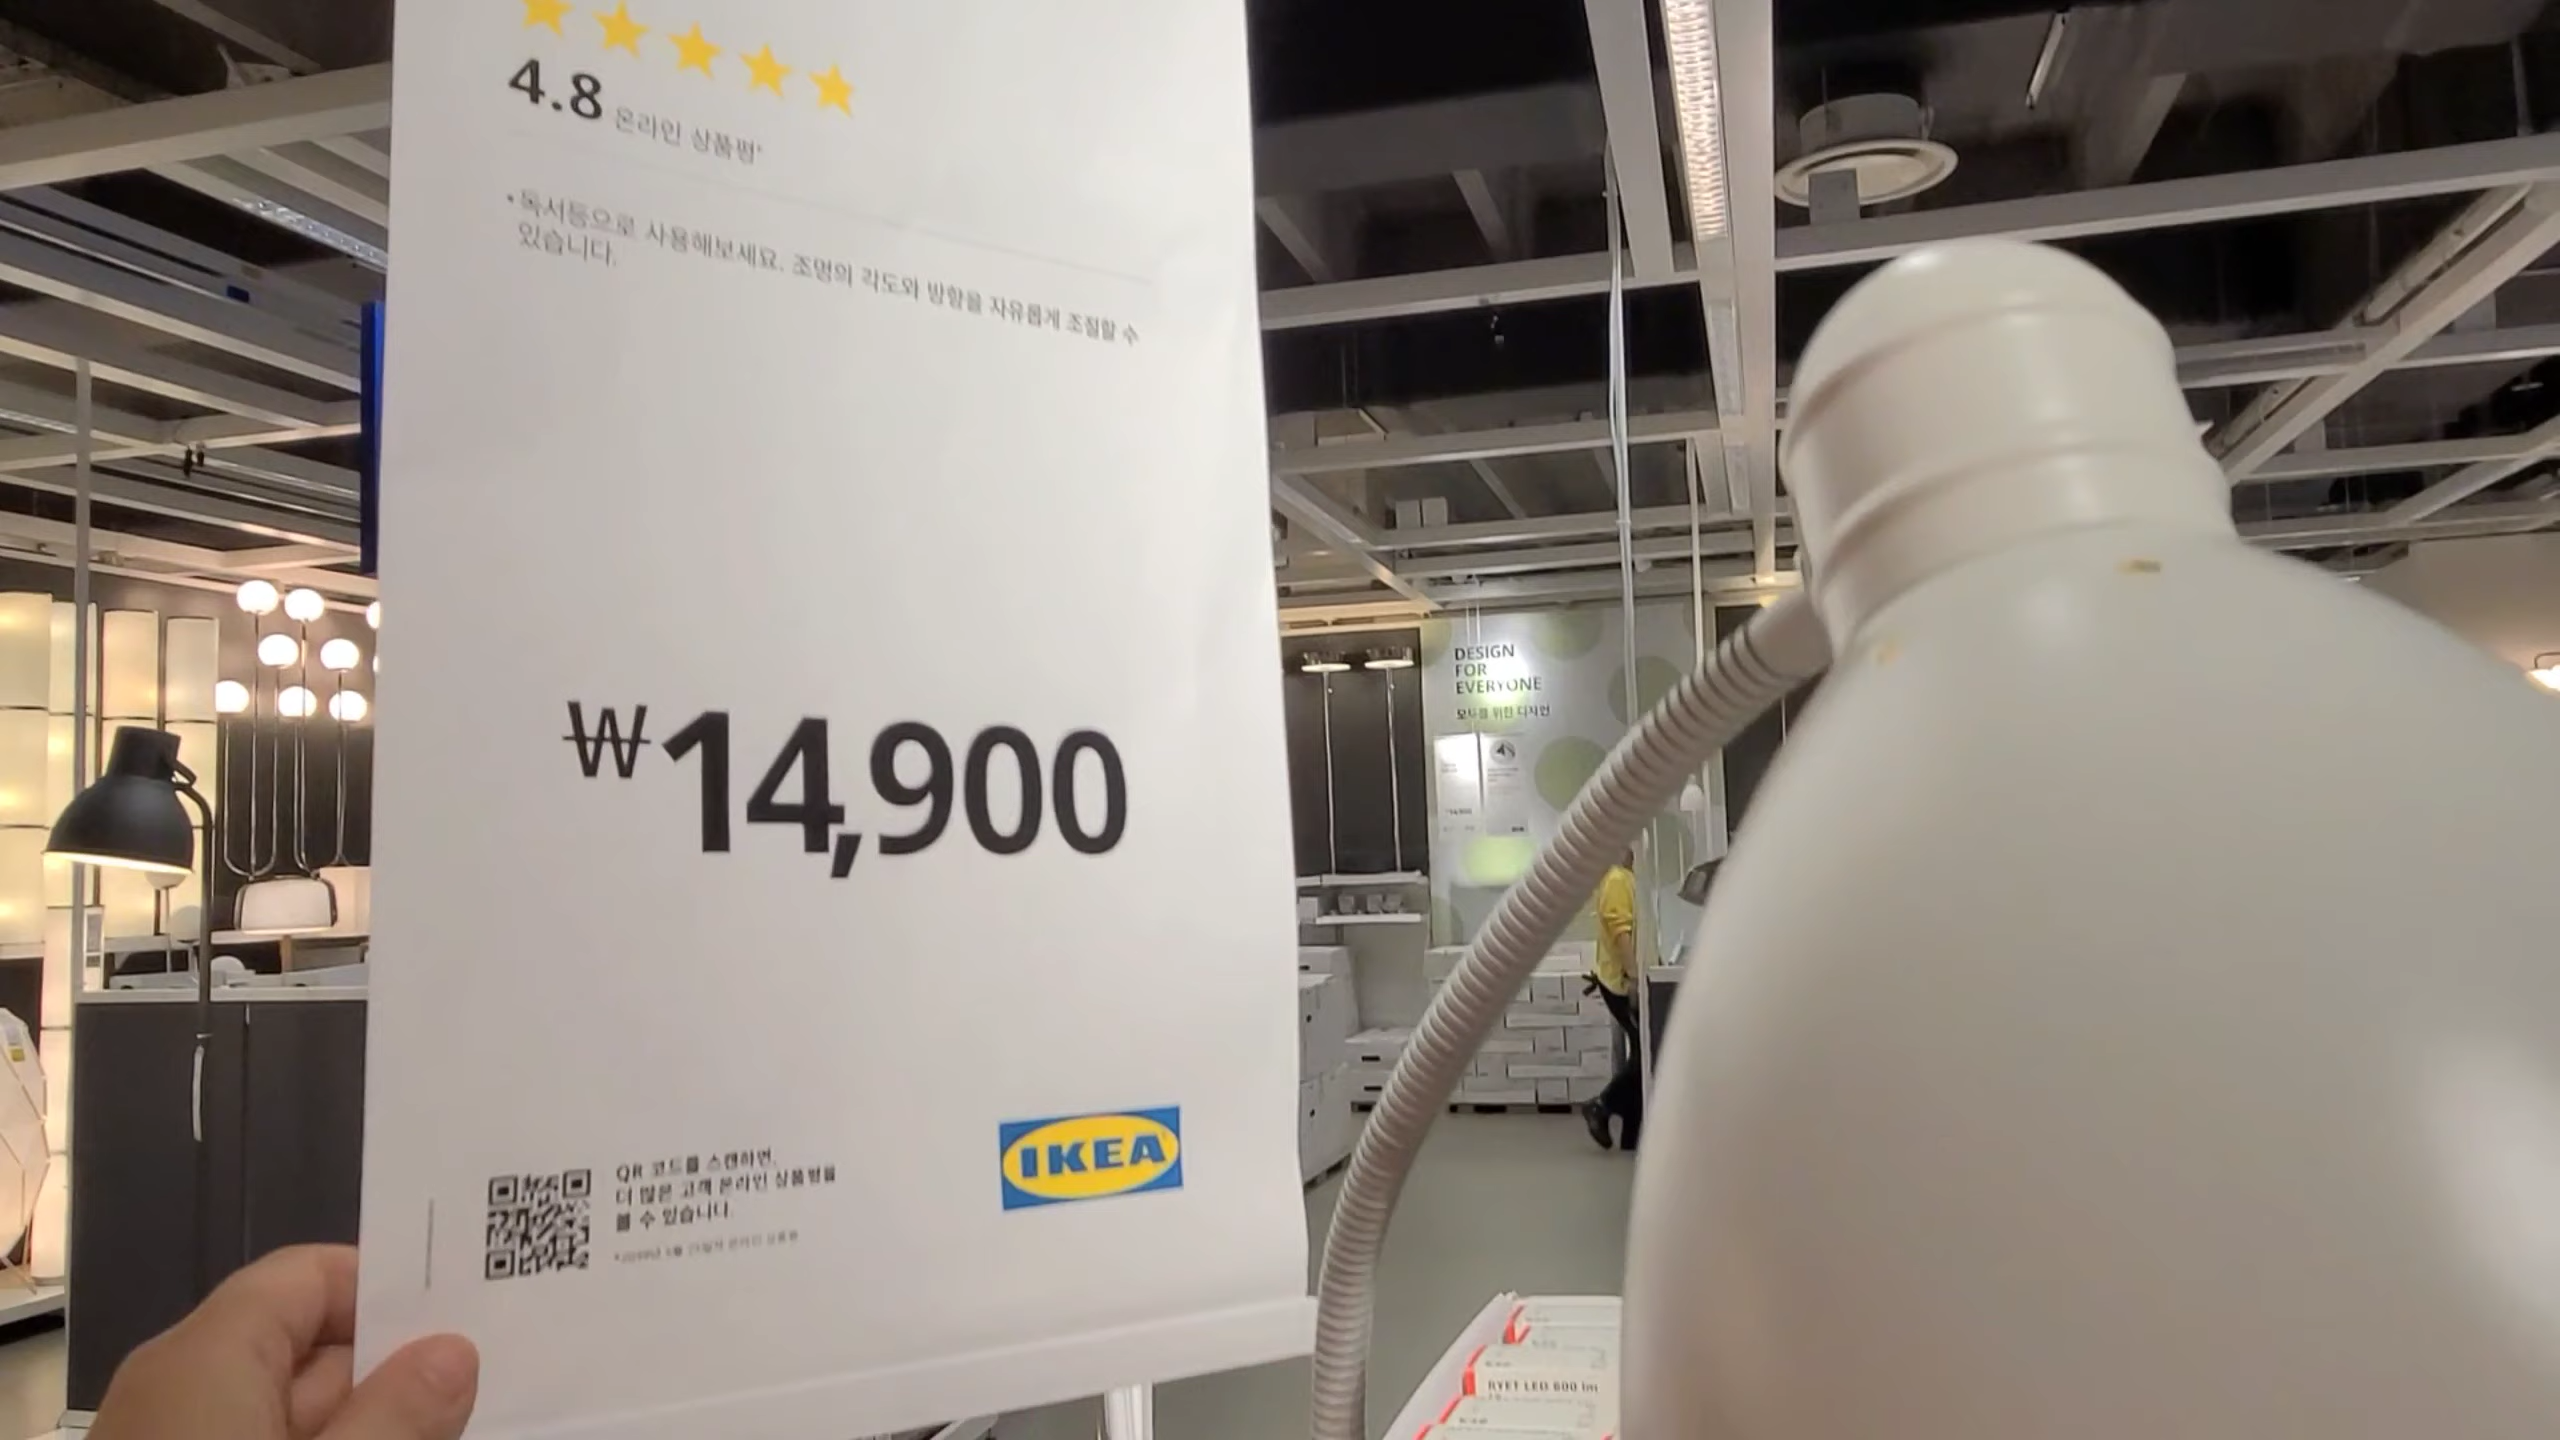 4.8 온라인 상품평*
• 독서등으로 사용해보세요. 조명의 각도와 방향을 자유롭게 조절할 수
있습니다.
₩14,900
QR 코드를 스캔하면,
더 많은 고객 온라인 상품평을
볼 수 있습니다.
IKEA
DESIGN
FOR
EVERYONE
모두를 위한 디자인
14,900
RYET LED 600 lm